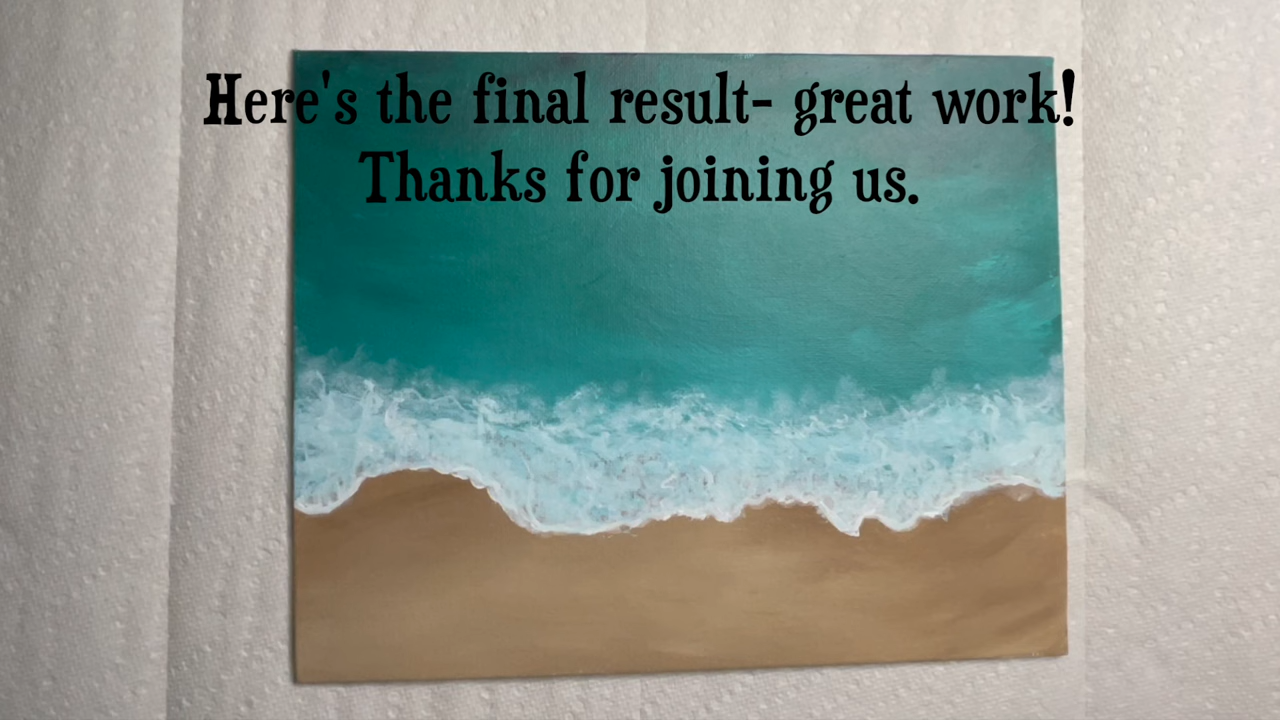 Here's the final result- great work!
Thanks for joining us.